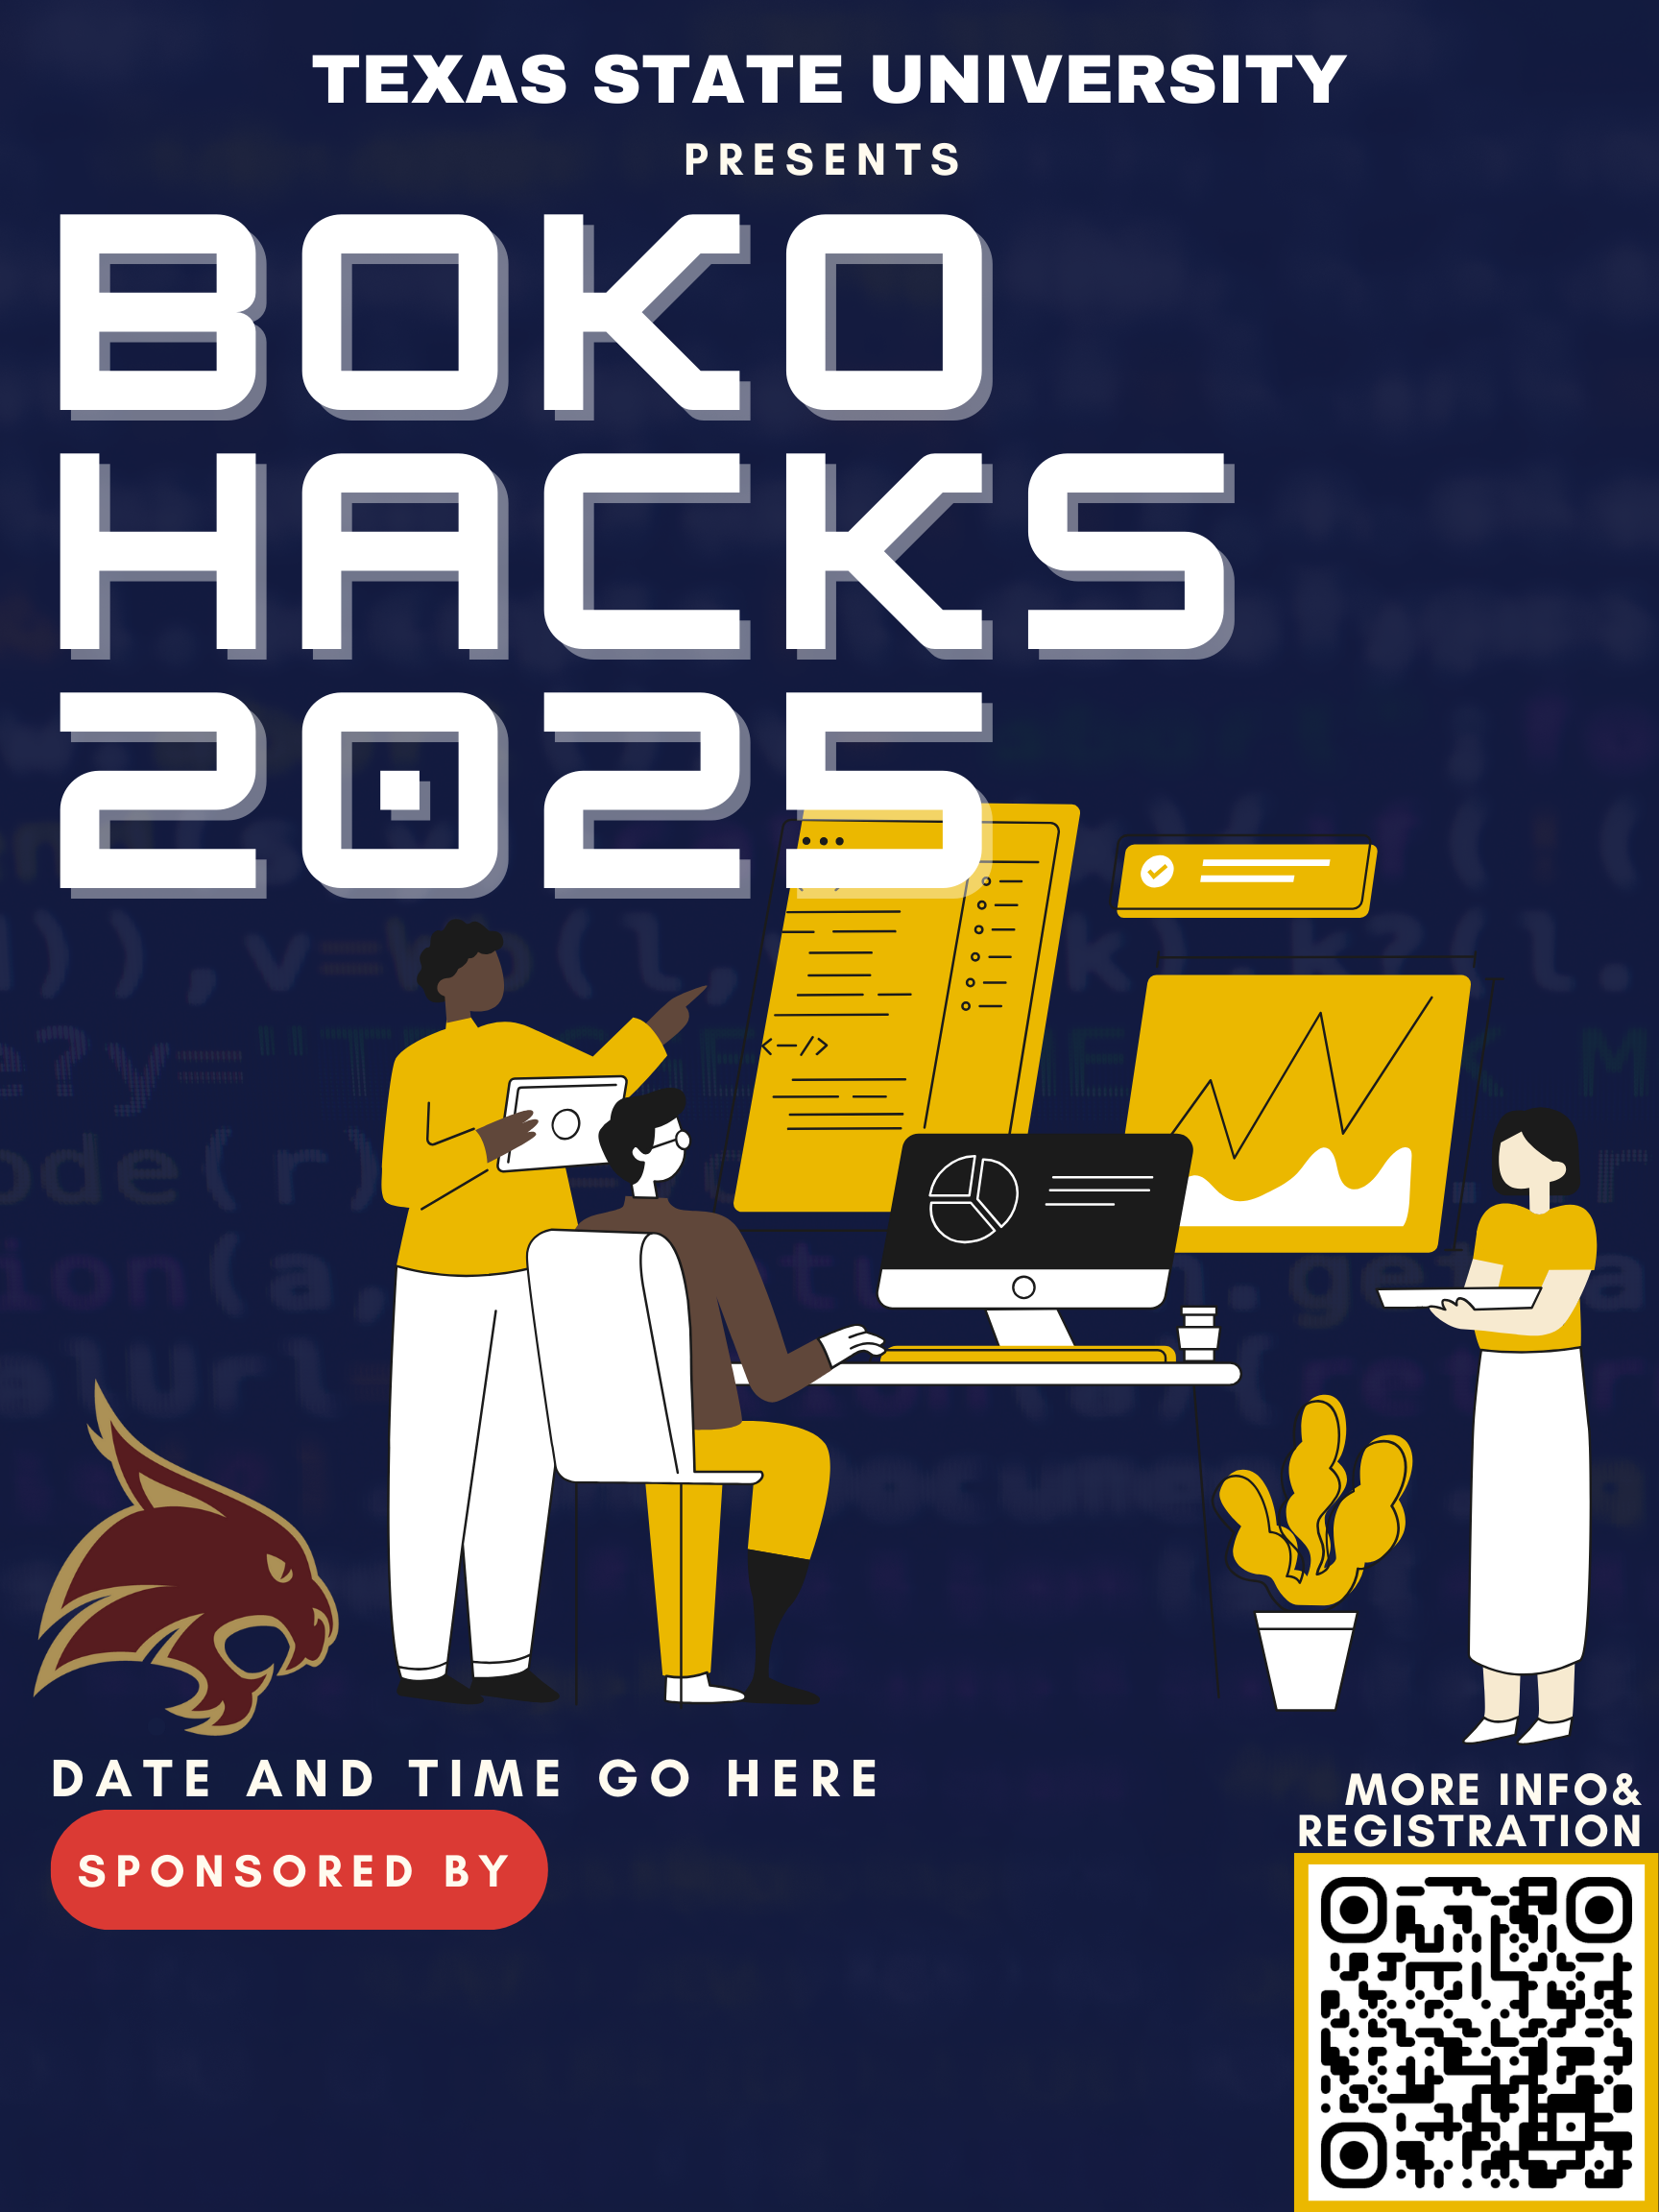 TEXAS STATE UNIVERSITY
PRESENTS
BOKO
HACKS
2025
<-/>
DATE AND TIME GO HERE
SPONSORED BY
MORE INFO&
REGISTRATION